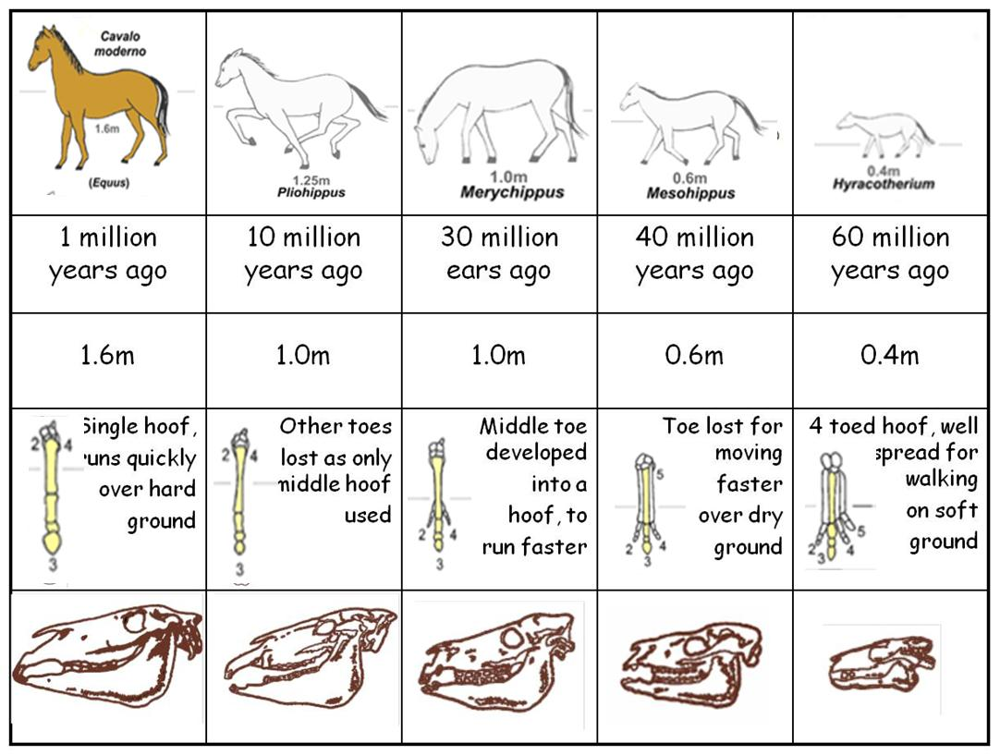 Cavalo
moderno
1.6m
(Equus)
1.25m
Pliohippus
1.0m
Merychippus
0.6m
Mesohippus
0.4m
Hyracotherium
1 million
years ago
10 million
years ago
30 million
ears ago
40 million
years ago
60 million
years ago
1.6m
1.0m
1.0m
0.6m
0.4m
Single hoof,
runs quickly
over hard
ground
2 4
3
Other toes
lost as only
middle hoof
used
2 4
3
Middle toe
developed
into a
hoof, to
run faster
2 4
3
Toe lost for
moving
faster
over dry
ground
5
2 4
3
4 toed hoof, well
spread for
walking
on soft
ground
5
2 4
3